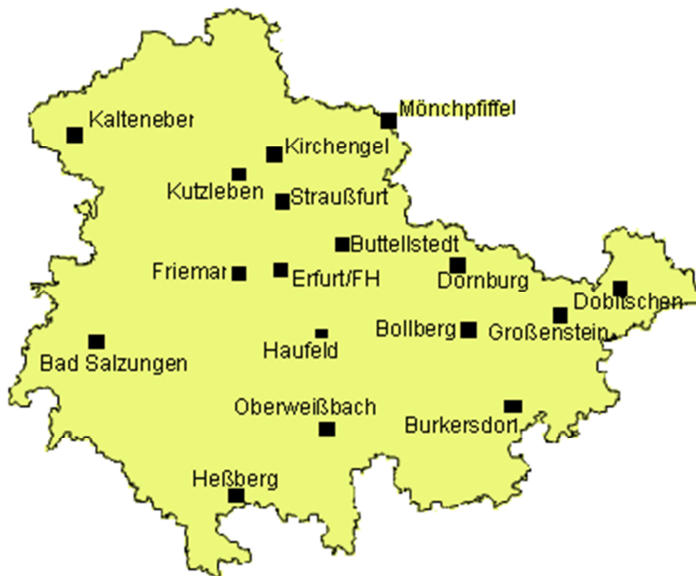 Mönchpfiffel
Kalteneber
Kirchengel
Kutzleben
Straußfurt
Buttelstedt
Friemar
Erfurt/FH
Dornburg
Dobitschen
Bollberg
Großenstein
Haufeld
Bad Salzungen
Oberweißbach
Burkersdorf
Heßberg